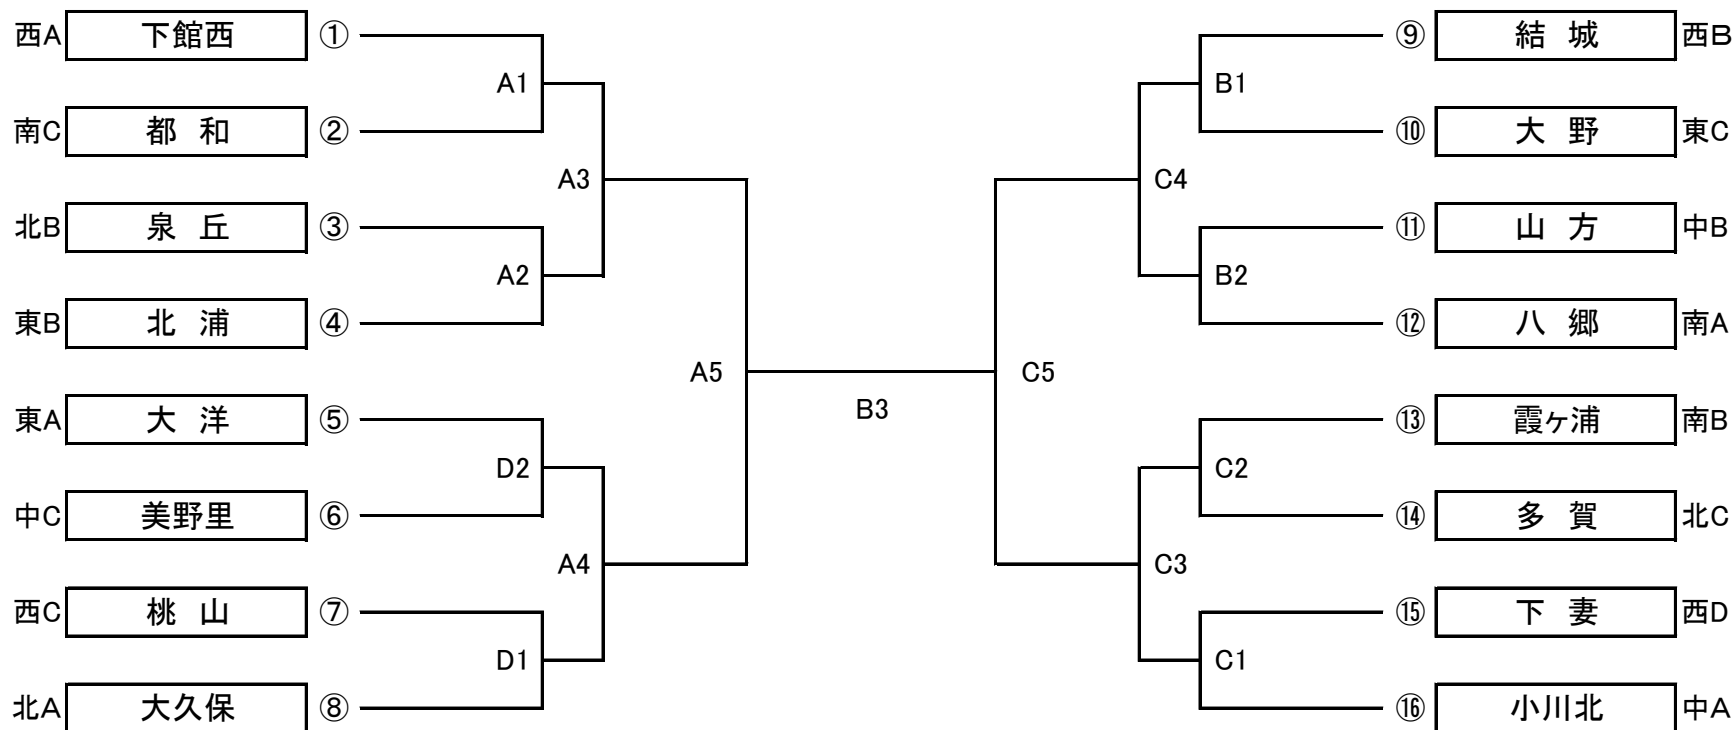 西A 下館西 ① ⑨ 結 城 西B
A1 B1
南C 都 和 ② ⑩ 大 野 東C
A3 C4
北B 泉 丘 ③ ⑪ 山 方 中B
A2 B2
東B 北 浦 ④ ⑫ 八 郷 南A
A5 C5
B3
東A 大 洋 ⑤ ⑬ 霞ヶ浦 南B
D2 C2
中C 美野里 ⑥ ⑭ 多 賀 北C
A4 C3
西C 桃 山 ⑦ ⑮ 下 妻 西D
D1 C1
北A 大久保 ⑧ ⑯ 小川北 中A